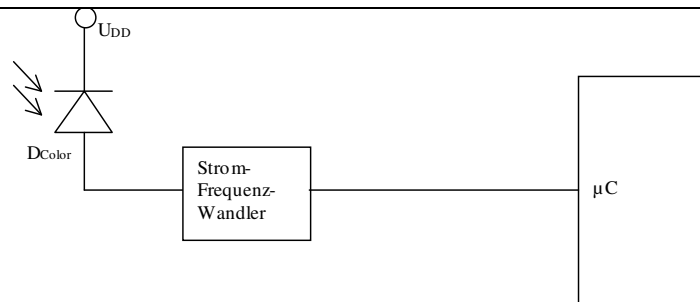 UDD
DColor
Strom-
Frequenz-
Wandler
µC